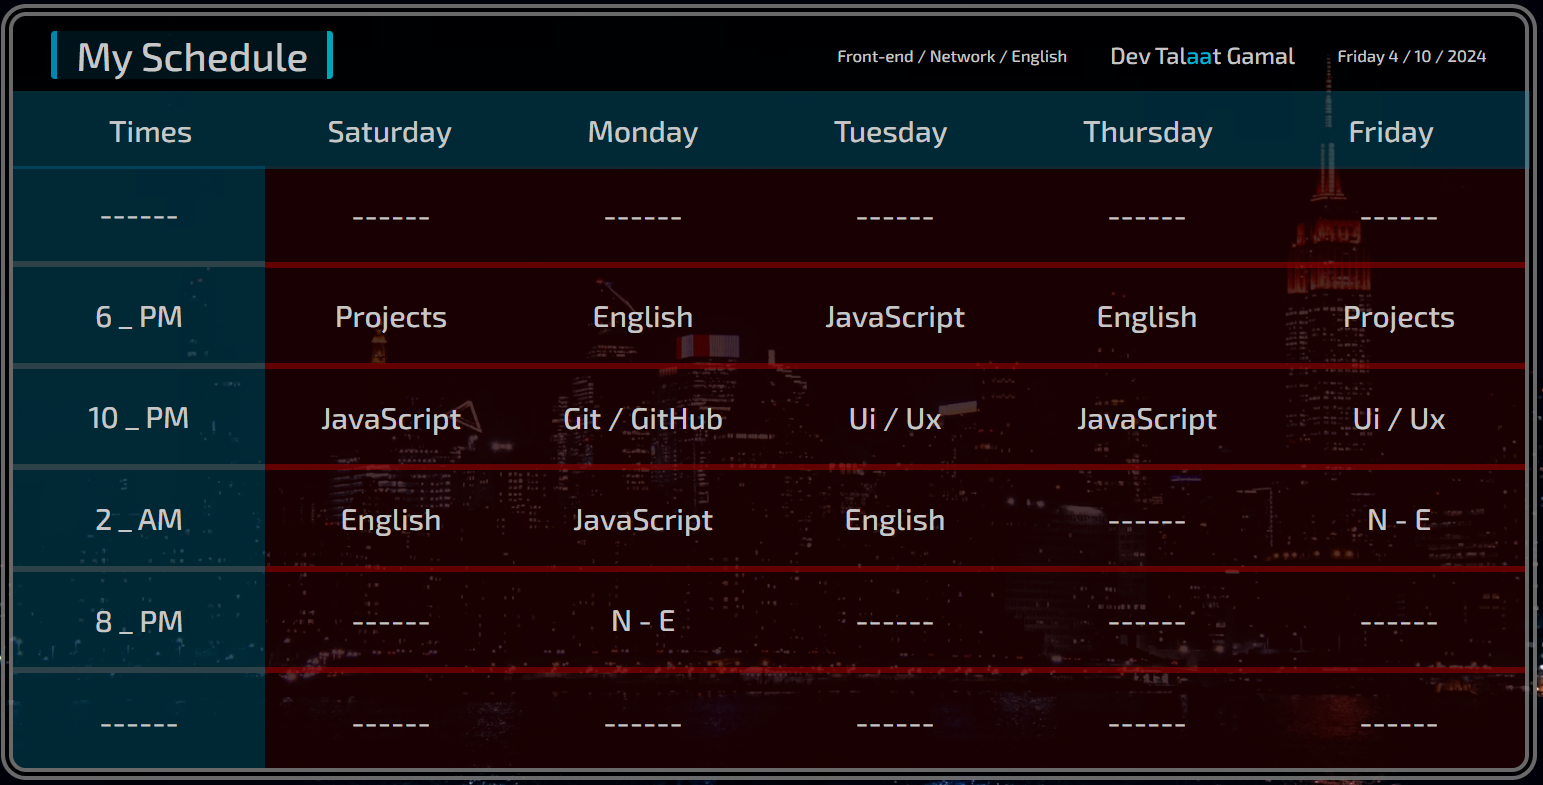 My Schedule Front-end / Network / English Dev Talaat Gamal Friday 4 / 10 / 2024
Times Saturday Monday Tuesday Thursday Friday
------ ------ ------ ------ ------ ------
6 _ PM Projects English JavaScript English Projects
10 _ PM JavaScript Git / GitHub Ui / Ux JavaScript Ui / Ux
2 _ AM English JavaScript English ------ N - E
8 _ PM ------ N - E ------ ------ ------
------ ------ ------ ------ ------ ------